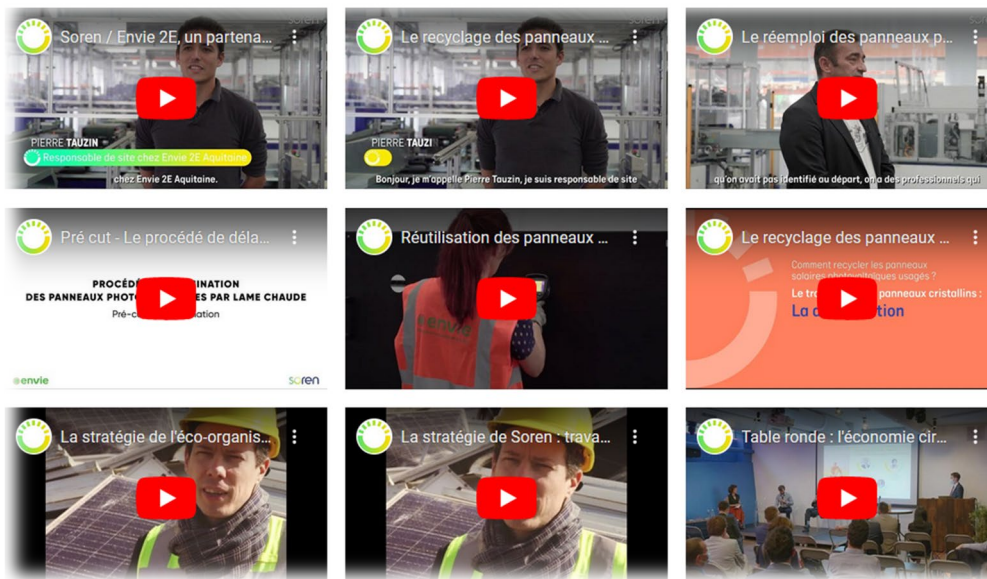 Soren / Envie 2E, un partena...
PIERRE TAUZIN
Responsable de site chez Envie 2E Aquitaine
chez Envie 2E Aquitaine.
Le recyclage des panneaux ...
PIERRE TAUZI
Bonjour, je m'appelle Pierre Tauzin, je suis responsable de site
Le réemploi des panneaux p...
qu'on avait pas identifié au départ, on a des professionnels qui
Pré cut - Le procédé de déla...
PROCÉDÉ INATION
DES PANNEAUX PHOTO ES PAR LAME CHAUDE
Pré-c ation
envie
soren
Réutilisation des panneaux ...
envie
Le recyclage des panneaux ...
Comment recycler les panneaux
solaires photovoltaïques usagés ?
Le tra panneaux cristallins :
La d tion
La stratégie de l'éco-organis...
La stratégie de Soren : trava...
Table ronde : l'économie cir...